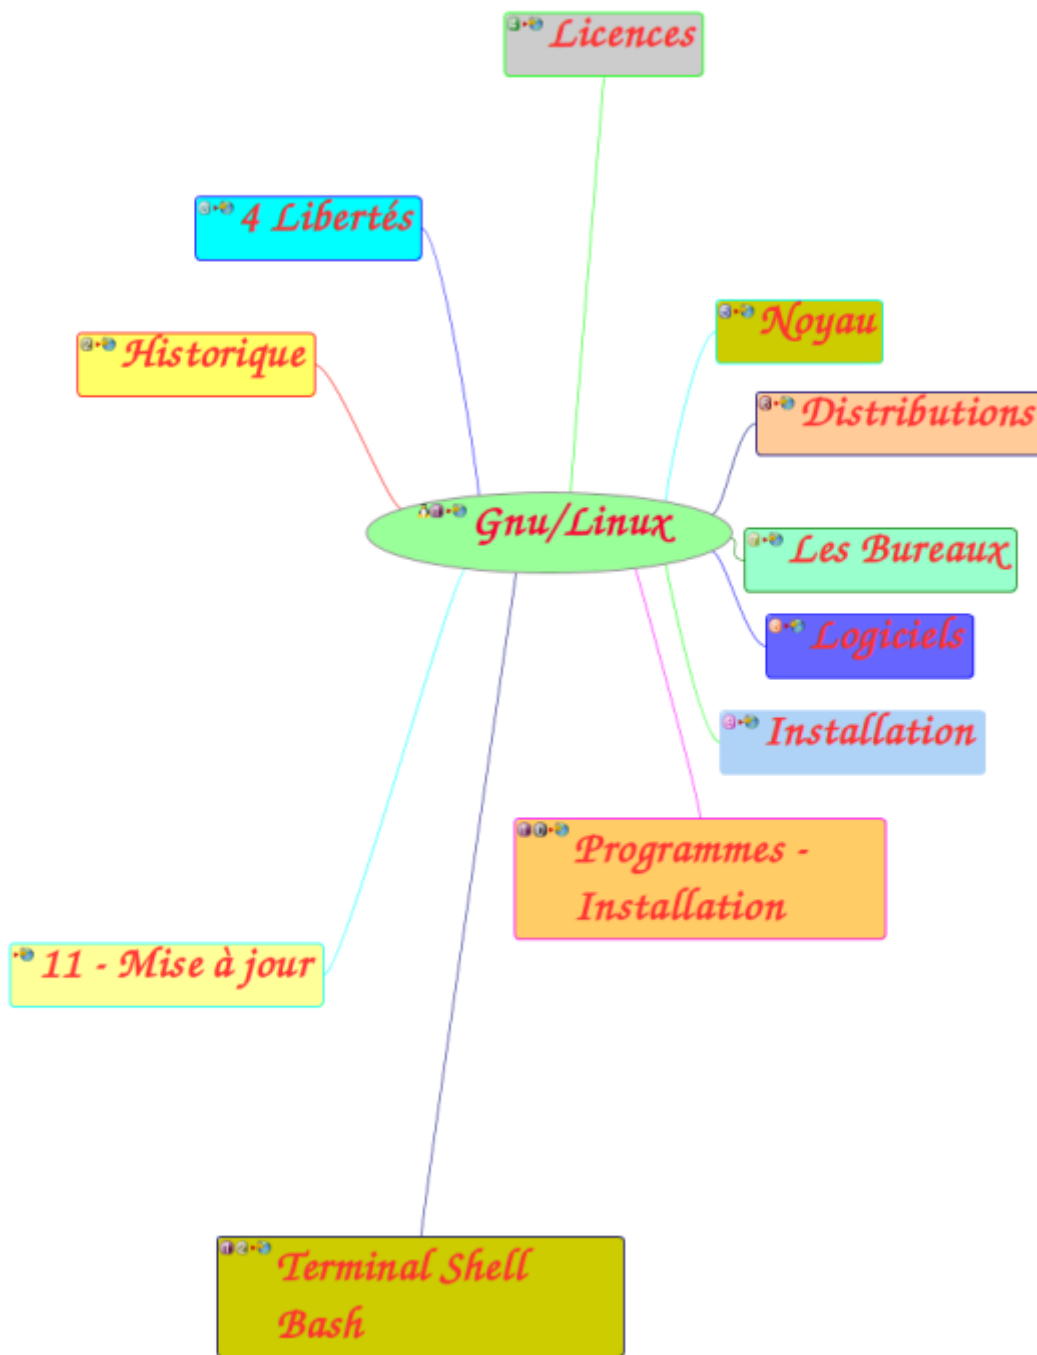 Licences
4 Libertés
Noyau
Historique
Distributions
Gnu/Linux
Les Bureaux
Logiciels
Installation
Programmes -
Installation
11 - Mise à jour
Terminal Shell
Bash